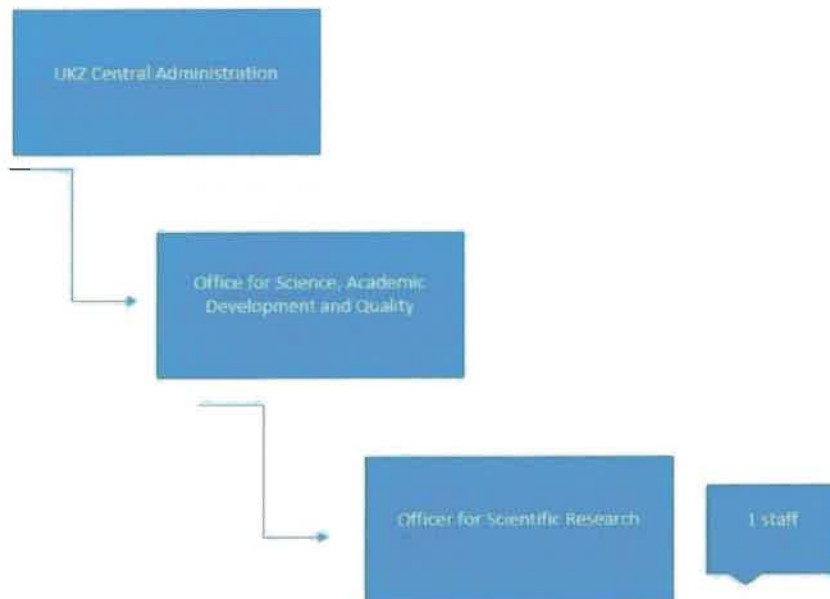 UKZ Central Administration
Office for Science, Academic
Development and Quality
Officer for Scientific Research
1 staff